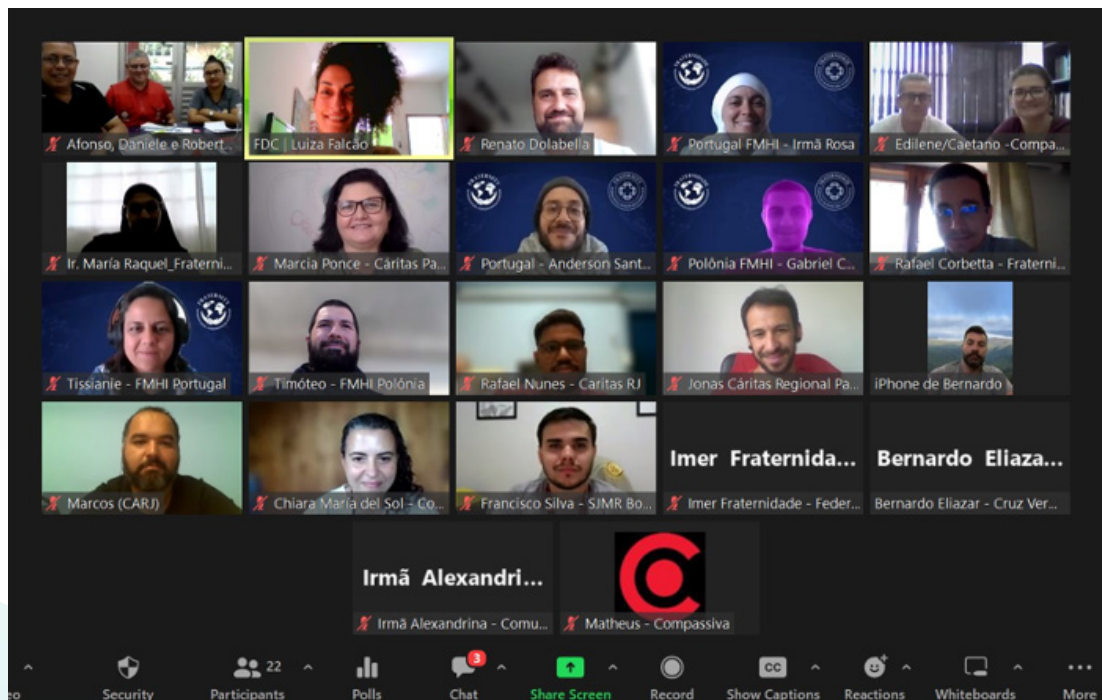 Afonso, Daniele e Robert...
FDC | Luiza Falcão
Renato Dolabella
Portugal FMHI - Irmã Rosa
Edilene/Caetano -Compa...
Ir. María Raquel_Fraterni...
Marcia Ponce - Cáritas Pa...
Portugal - Anderson Sant...
Polônia FMHI - Gabriel C...
Rafael Corbetta - Fraterni...
FRATERNITY
Tissianie - FMHI Portugal
Timóteo - FMHI Polónia
Rafael Nunes - Caritas RJ
Jonas Cáritas Regional Pa...
iPhone de Bernardo
Marcos (CARJ)
Chiara María del Sol - Co...
Francisco Silva - SJMR Bo...
Imer Fraternida...
Imer Fraternidade - Feder...
Bernardo Eliaza...
Bernardo Eliazar - Cruz Ver...
Irmã Alexandri...
Irmã Alexandrina - Comu...
Matheus - Compassiva
eo
Security
22
Participants
Polls
3
Chat
Share Screen
Record
CC
Show Captions
Reactions
Whiteboards
More